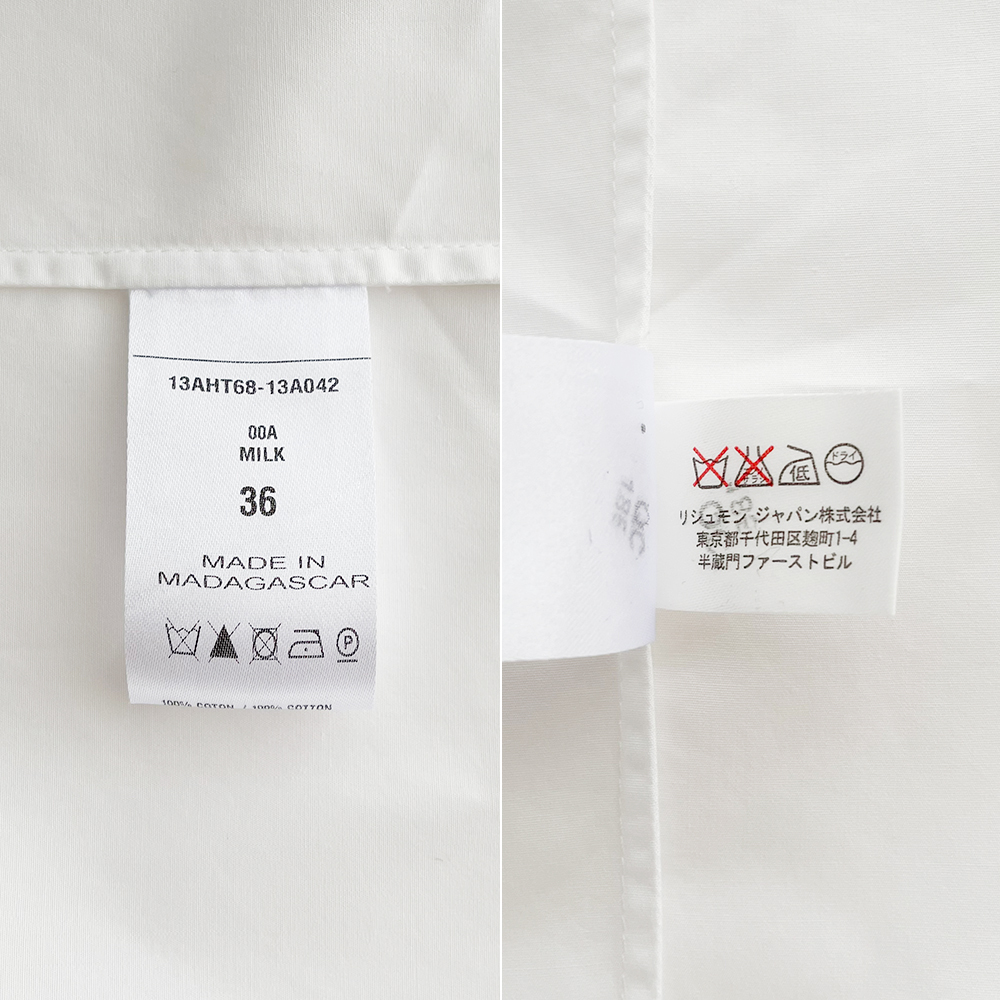 13AHT68-13A042
00A
MILK
36
MADE IN
MADAGASCAR
P
100% COTON / 100% COTTON
低 ドライ
リシュモン ジャパン株式会社
東京都千代田区麹町1-4
半蔵門ファーストビル